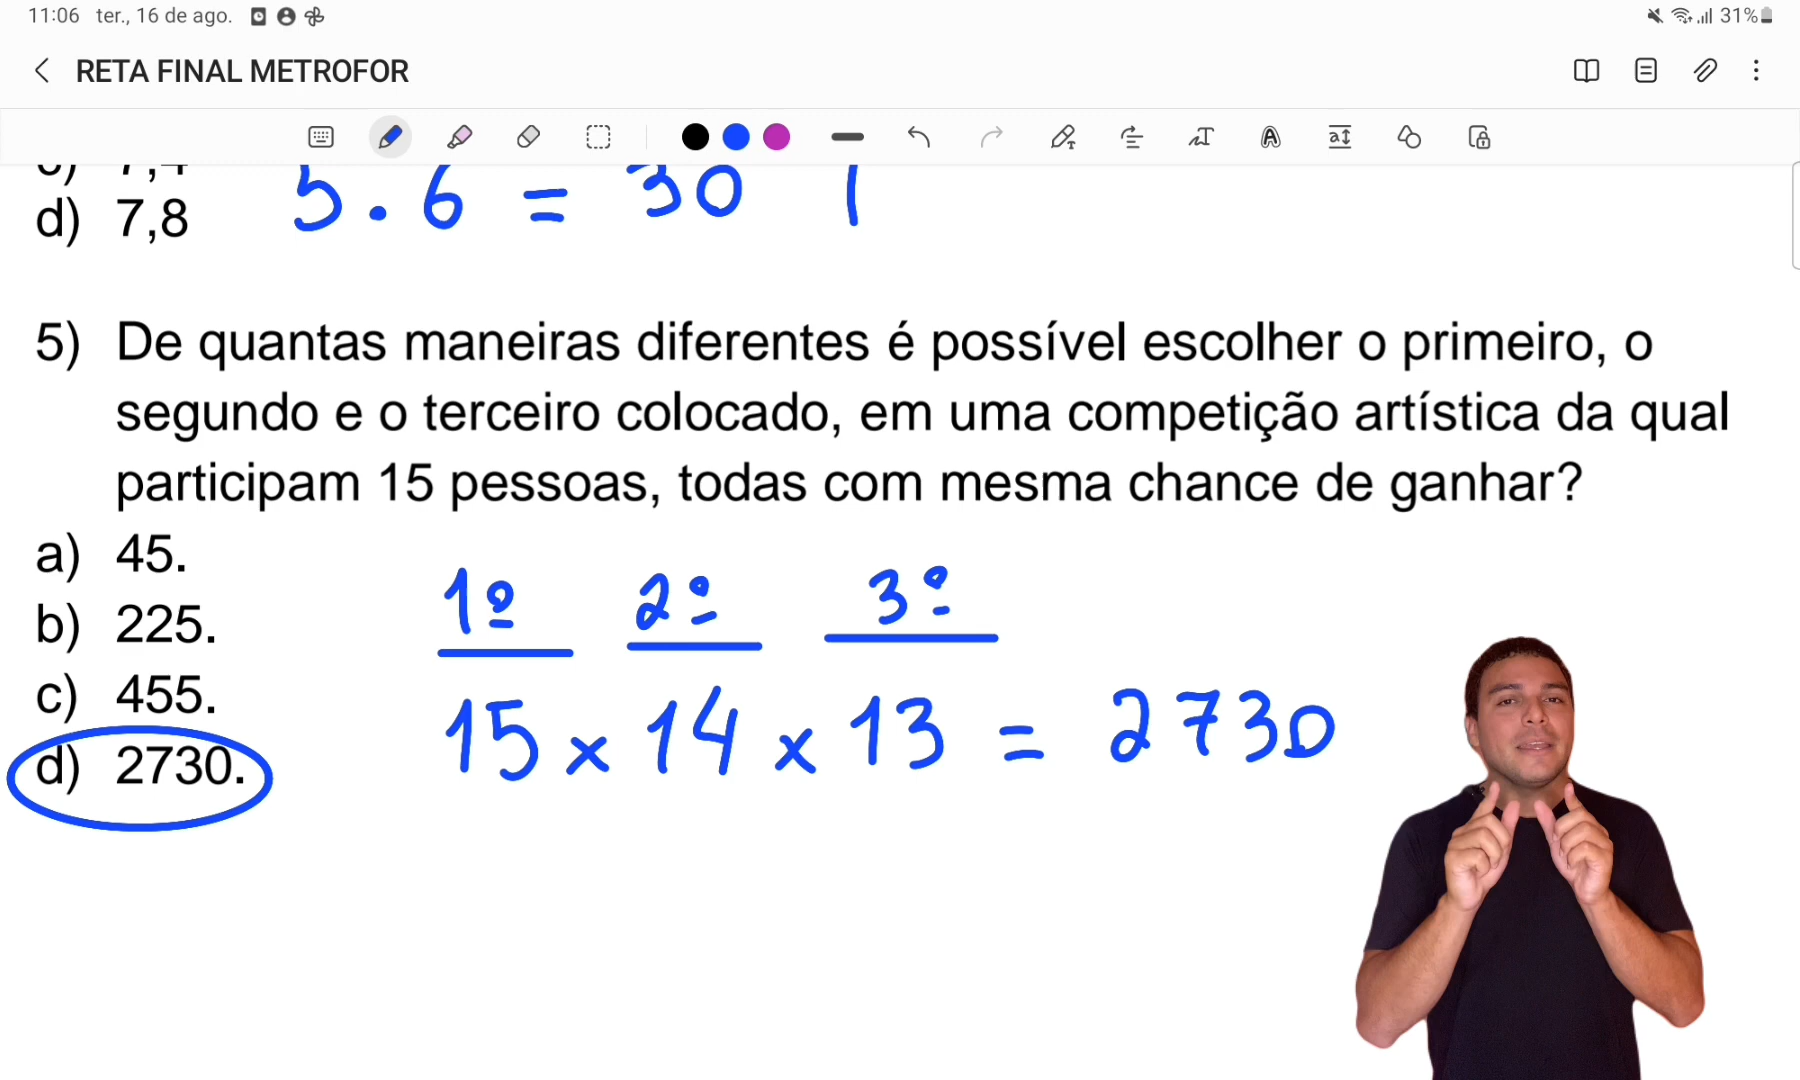 11:06 ter., 16 de ago. 31%
RETA FINAL METROFOR
d) 7,8 5 . 6 = 30
5) De quantas maneiras diferentes é possível escolher o primeiro, o
segundo e o terceiro colocado, em uma competição artística da qual
participam 15 pessoas, todas com mesma chance de ganhar?
a) 45.
1º 2º 3º
b) 225.
c) 455.
15 x 14 x 13 = 2730
d) 2730.